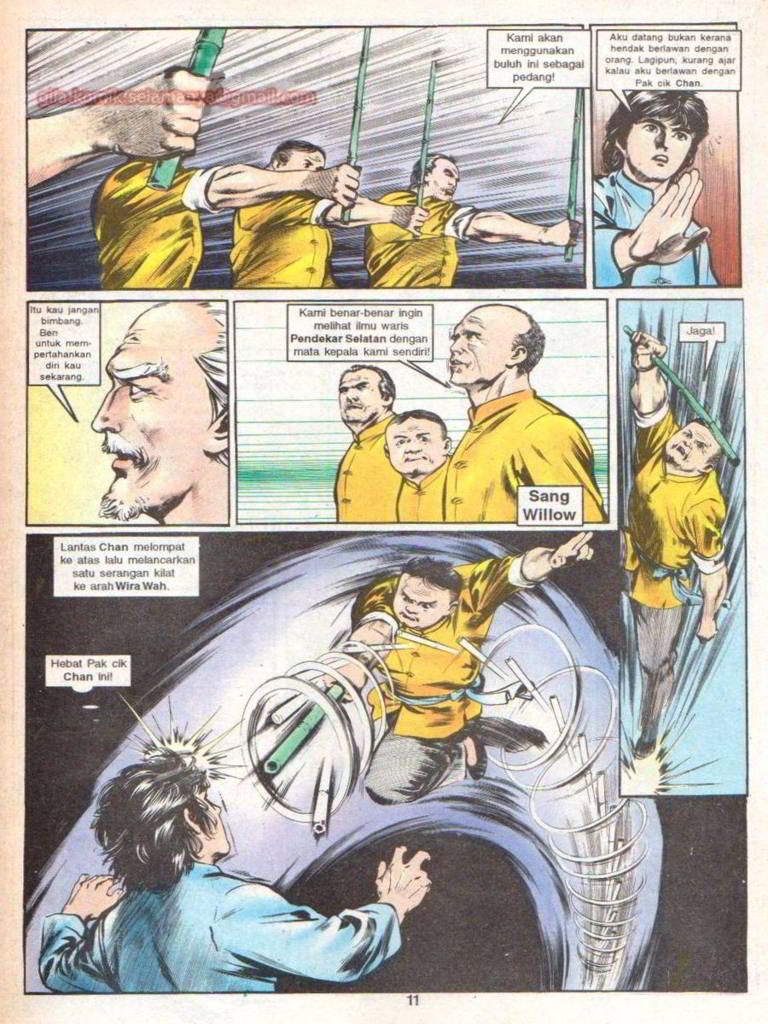 Kami akan
menggunakan
buluh ini sebagai
pedang!
Aku datang bukan kerana
hendak berlawan dengan
orang. Lagipun, kurang ajar
kalau aku berlawan dengan
Pak cik Chan.
Itu kau jangan
bimbang.
Beri
untuk mem-
pertahankan
diri kau
sekarang.
Kami benar-benar ingin
melihat ilmu waris
Pendekar Selatan dengan
mata kepala kami sendiri!
Sang
Willow
Jaga!
Lantas Chan melompat
ke atas lalu melancarkan
satu serangan kilat
ke arah Wira Wah.
Hebat Pak cik
Chan ini!
11